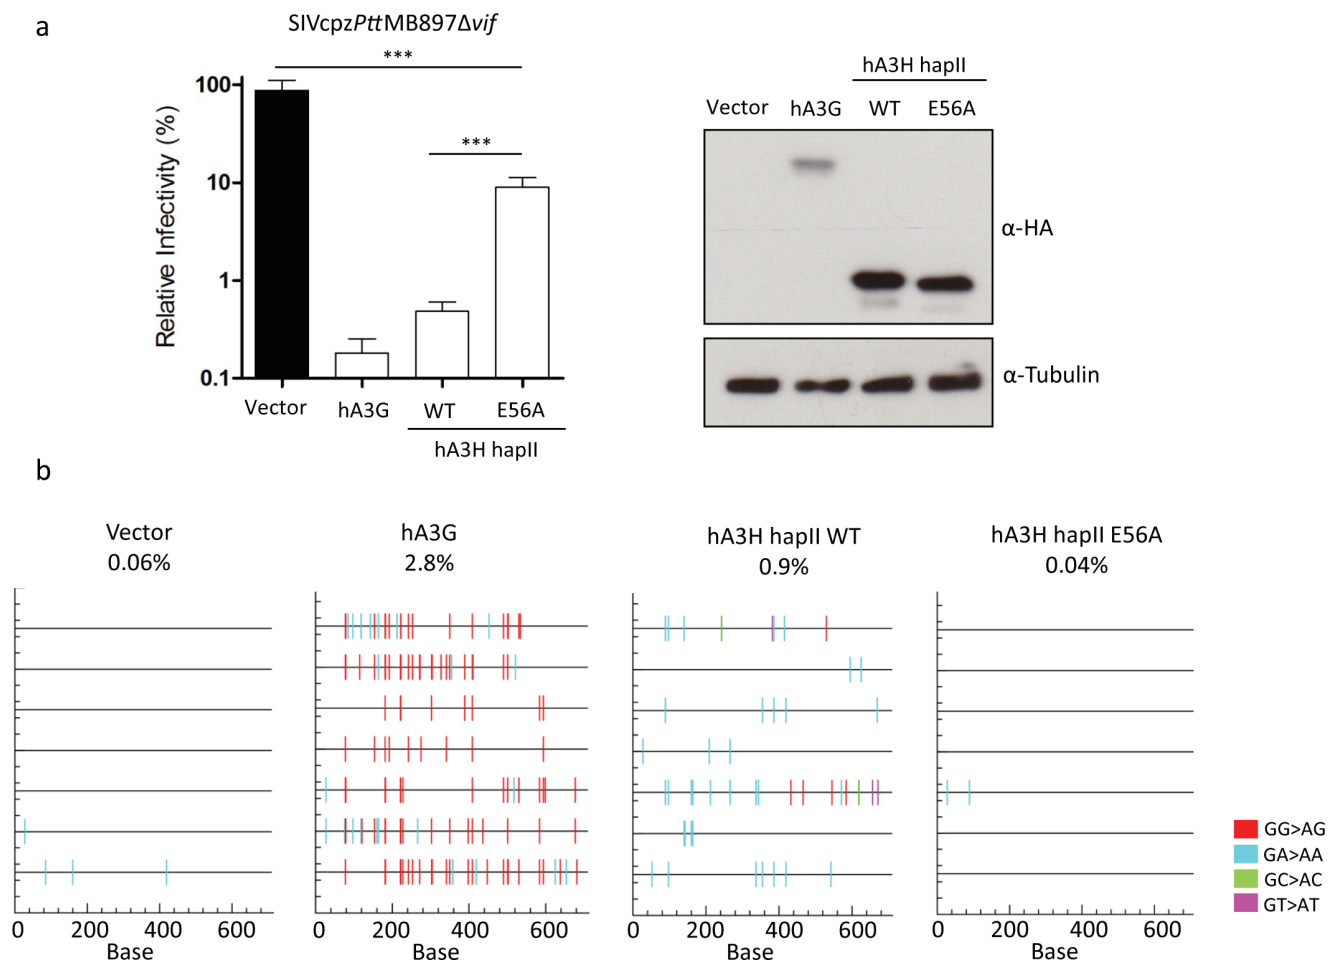 a
SIVcpzPttMB897Δvif
***
***
Relative Infectivity (%)
100
10
1
0.1
Vector
hA3G
WT
E56A
hA3H hapII
hA3H hapII
Vector
hA3G
WT
E56A
α-HA
α-Tubulin
b
Vector
0.06%
hA3G
2.8%
hA3H hapII WT
0.9%
hA3H hapII E56A
0.04%
0 200 400 600
Base
0 200 400 600
Base
0 200 400 600
Base
0 200 400 600
Base
GG>AG
GA>AA
GC>AC
GT>AT